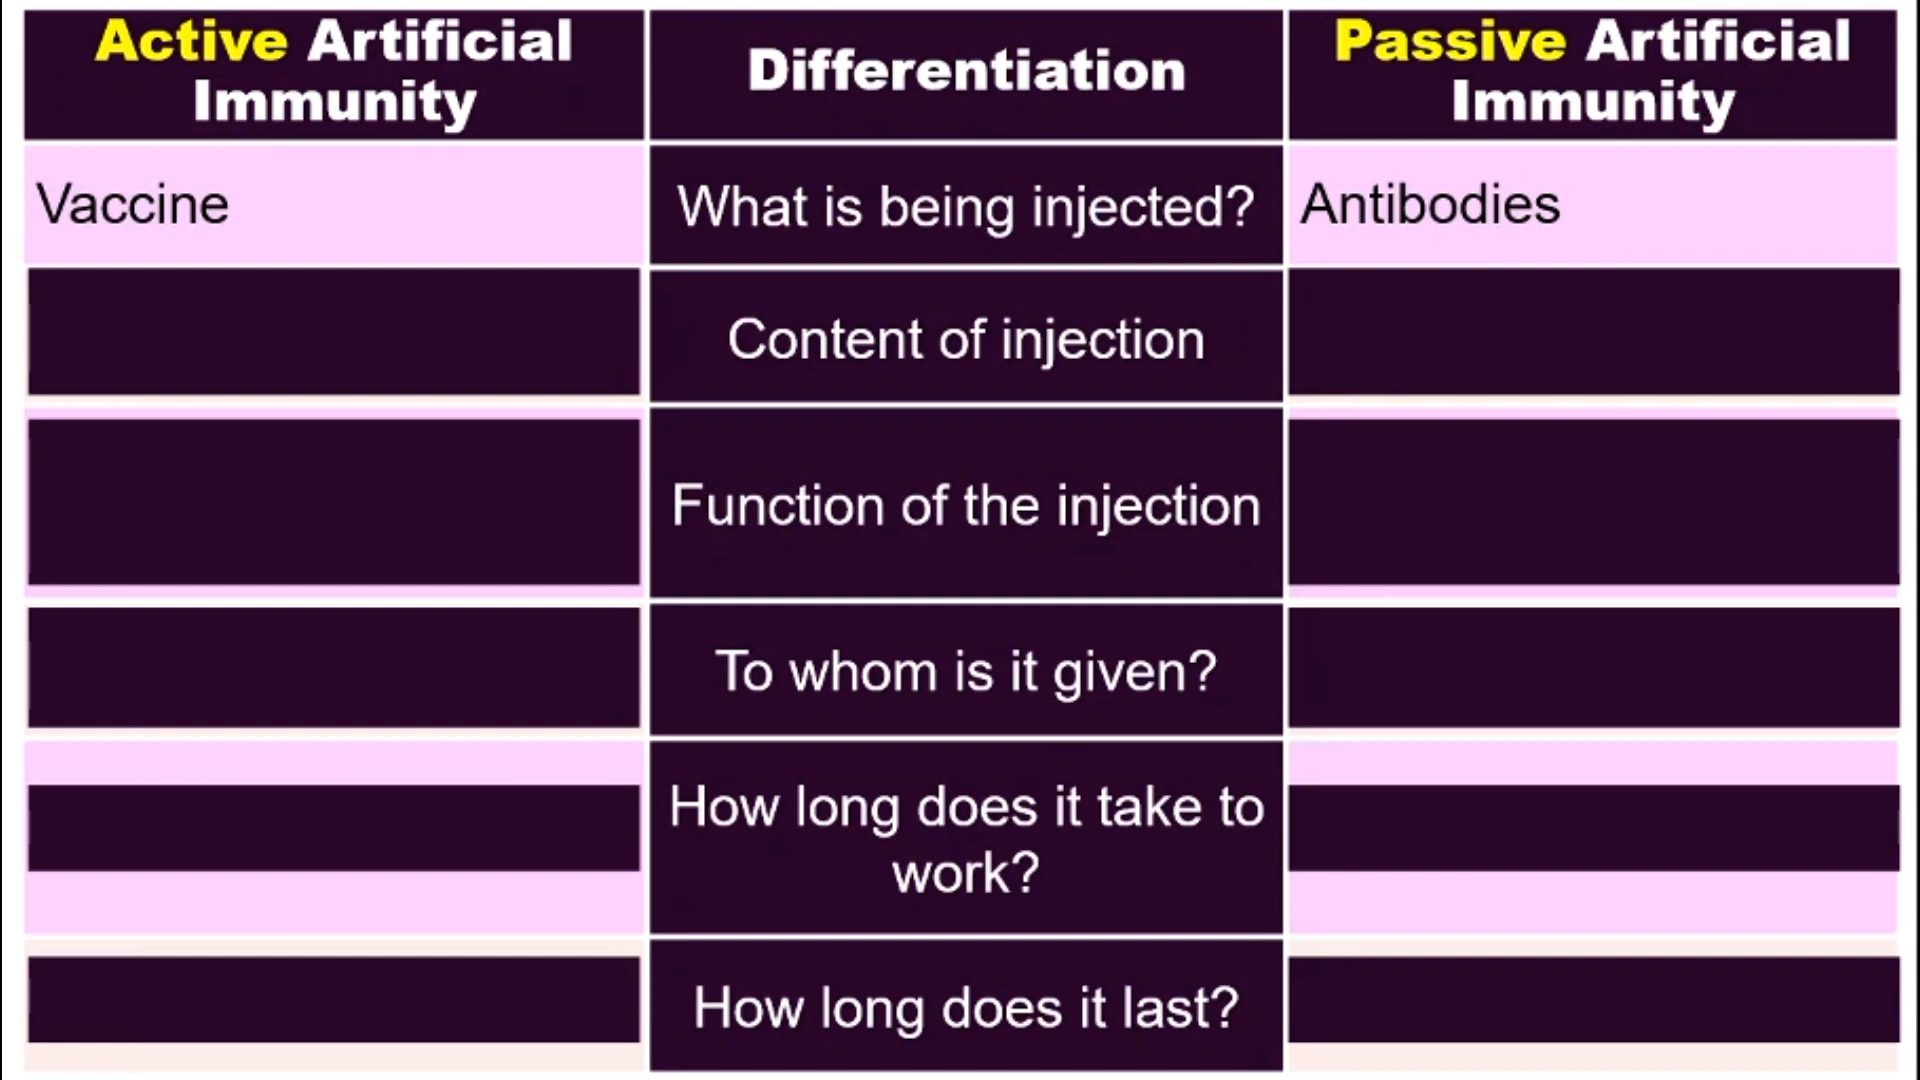 Active Artificial
Immunity
Differentiation
Passive Artificial
Immunity
Vaccine
What is being injected?
Antibodies
Content of injection
Function of the injection
To whom is it given?
How long does it take to
work?
How long does it last?